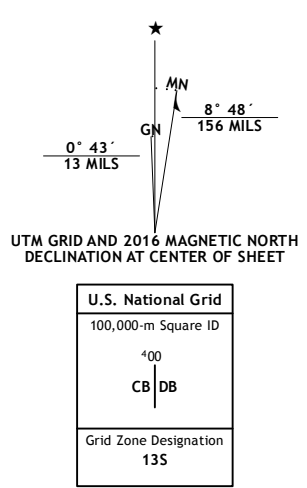 ★
MN
GN
8° 48´
156 MILS
0° 43´
13 MILS
UTM GRID AND 2016 MAGNETIC NORTH
DECLINATION AT CENTER OF SHEET
U.S. National Grid
100,000-m Square ID
⁴00
CB DB
Grid Zone Designation
13S